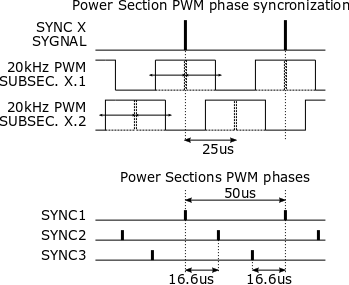 Power Section PWM phase syncronization
SYNC X
SYGNAL
20kHz PWM
SUBSEC. X.1
20kHz PWM
SUBSEC. X.2
25us
Power Sections PWM phases
50us
SYNC1
SYNC2
SYNC3
16.6us 16.6us